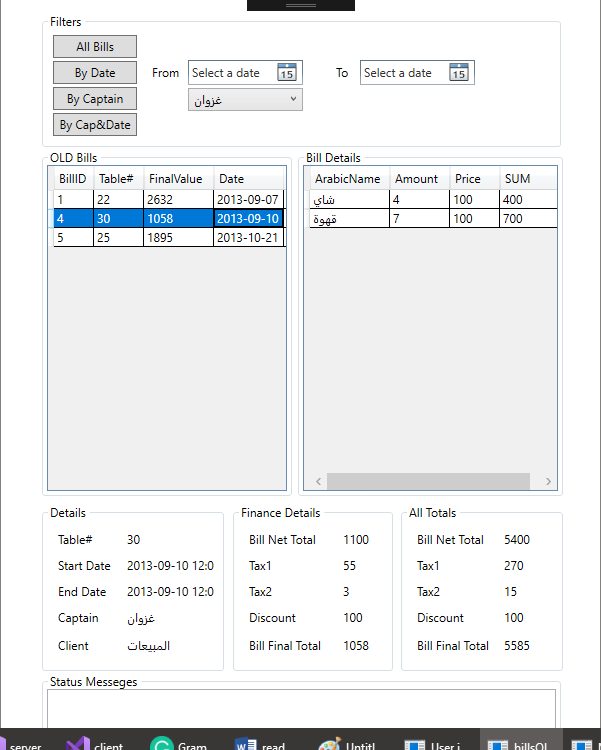 Filters
All Bills
By Date From Select a date 15 To Select a date 15
By Captain غزوان
By Cap&Date
OLD Bills
BillID Table# FinalValue Date
1 22 2632 2013-09-07
4 30 1058 2013-09-10
5 25 1895 2013-10-21
Bill Details
ArabicName Amount Price SUM
شاي 4 100 400
قهوة 7 100 700
Details
Table# 30
Start Date 2013-09-10 12:0
End Date 2013-09-10 12:0
Captain غزوان
Client المبيعات
Finance Details
Bill Net Total 1100
Tax1 55
Tax2 3
Discount 100
Bill Final Total 1058
All Totals
Bill Net Total 5400
Tax1 270
Tax2 15
Discount 100
Bill Final Total 5585
Status Messeges
server client Gram read Untitl User i billsOL